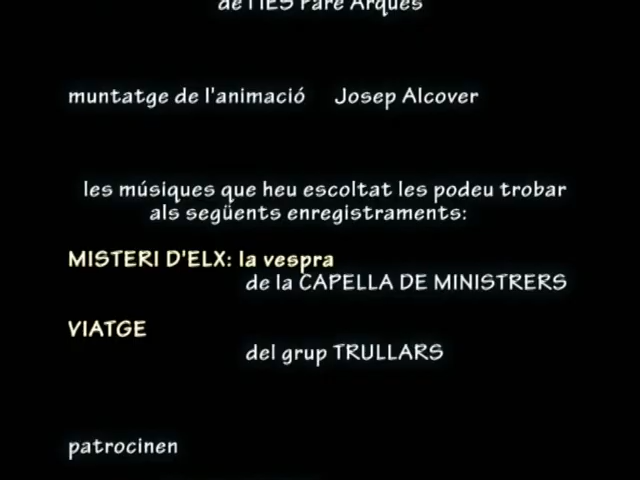 de l'IES Pare Arques
muntatge de l'animació Josep Alcover
les músiques que heu escoltat les podeu trobar
als següents enregistraments:
MISTERI D'ELX: la vespra
de la CAPELLA DE MINISTRERS
VIATGE
del grup TRULLARS
patrocinen